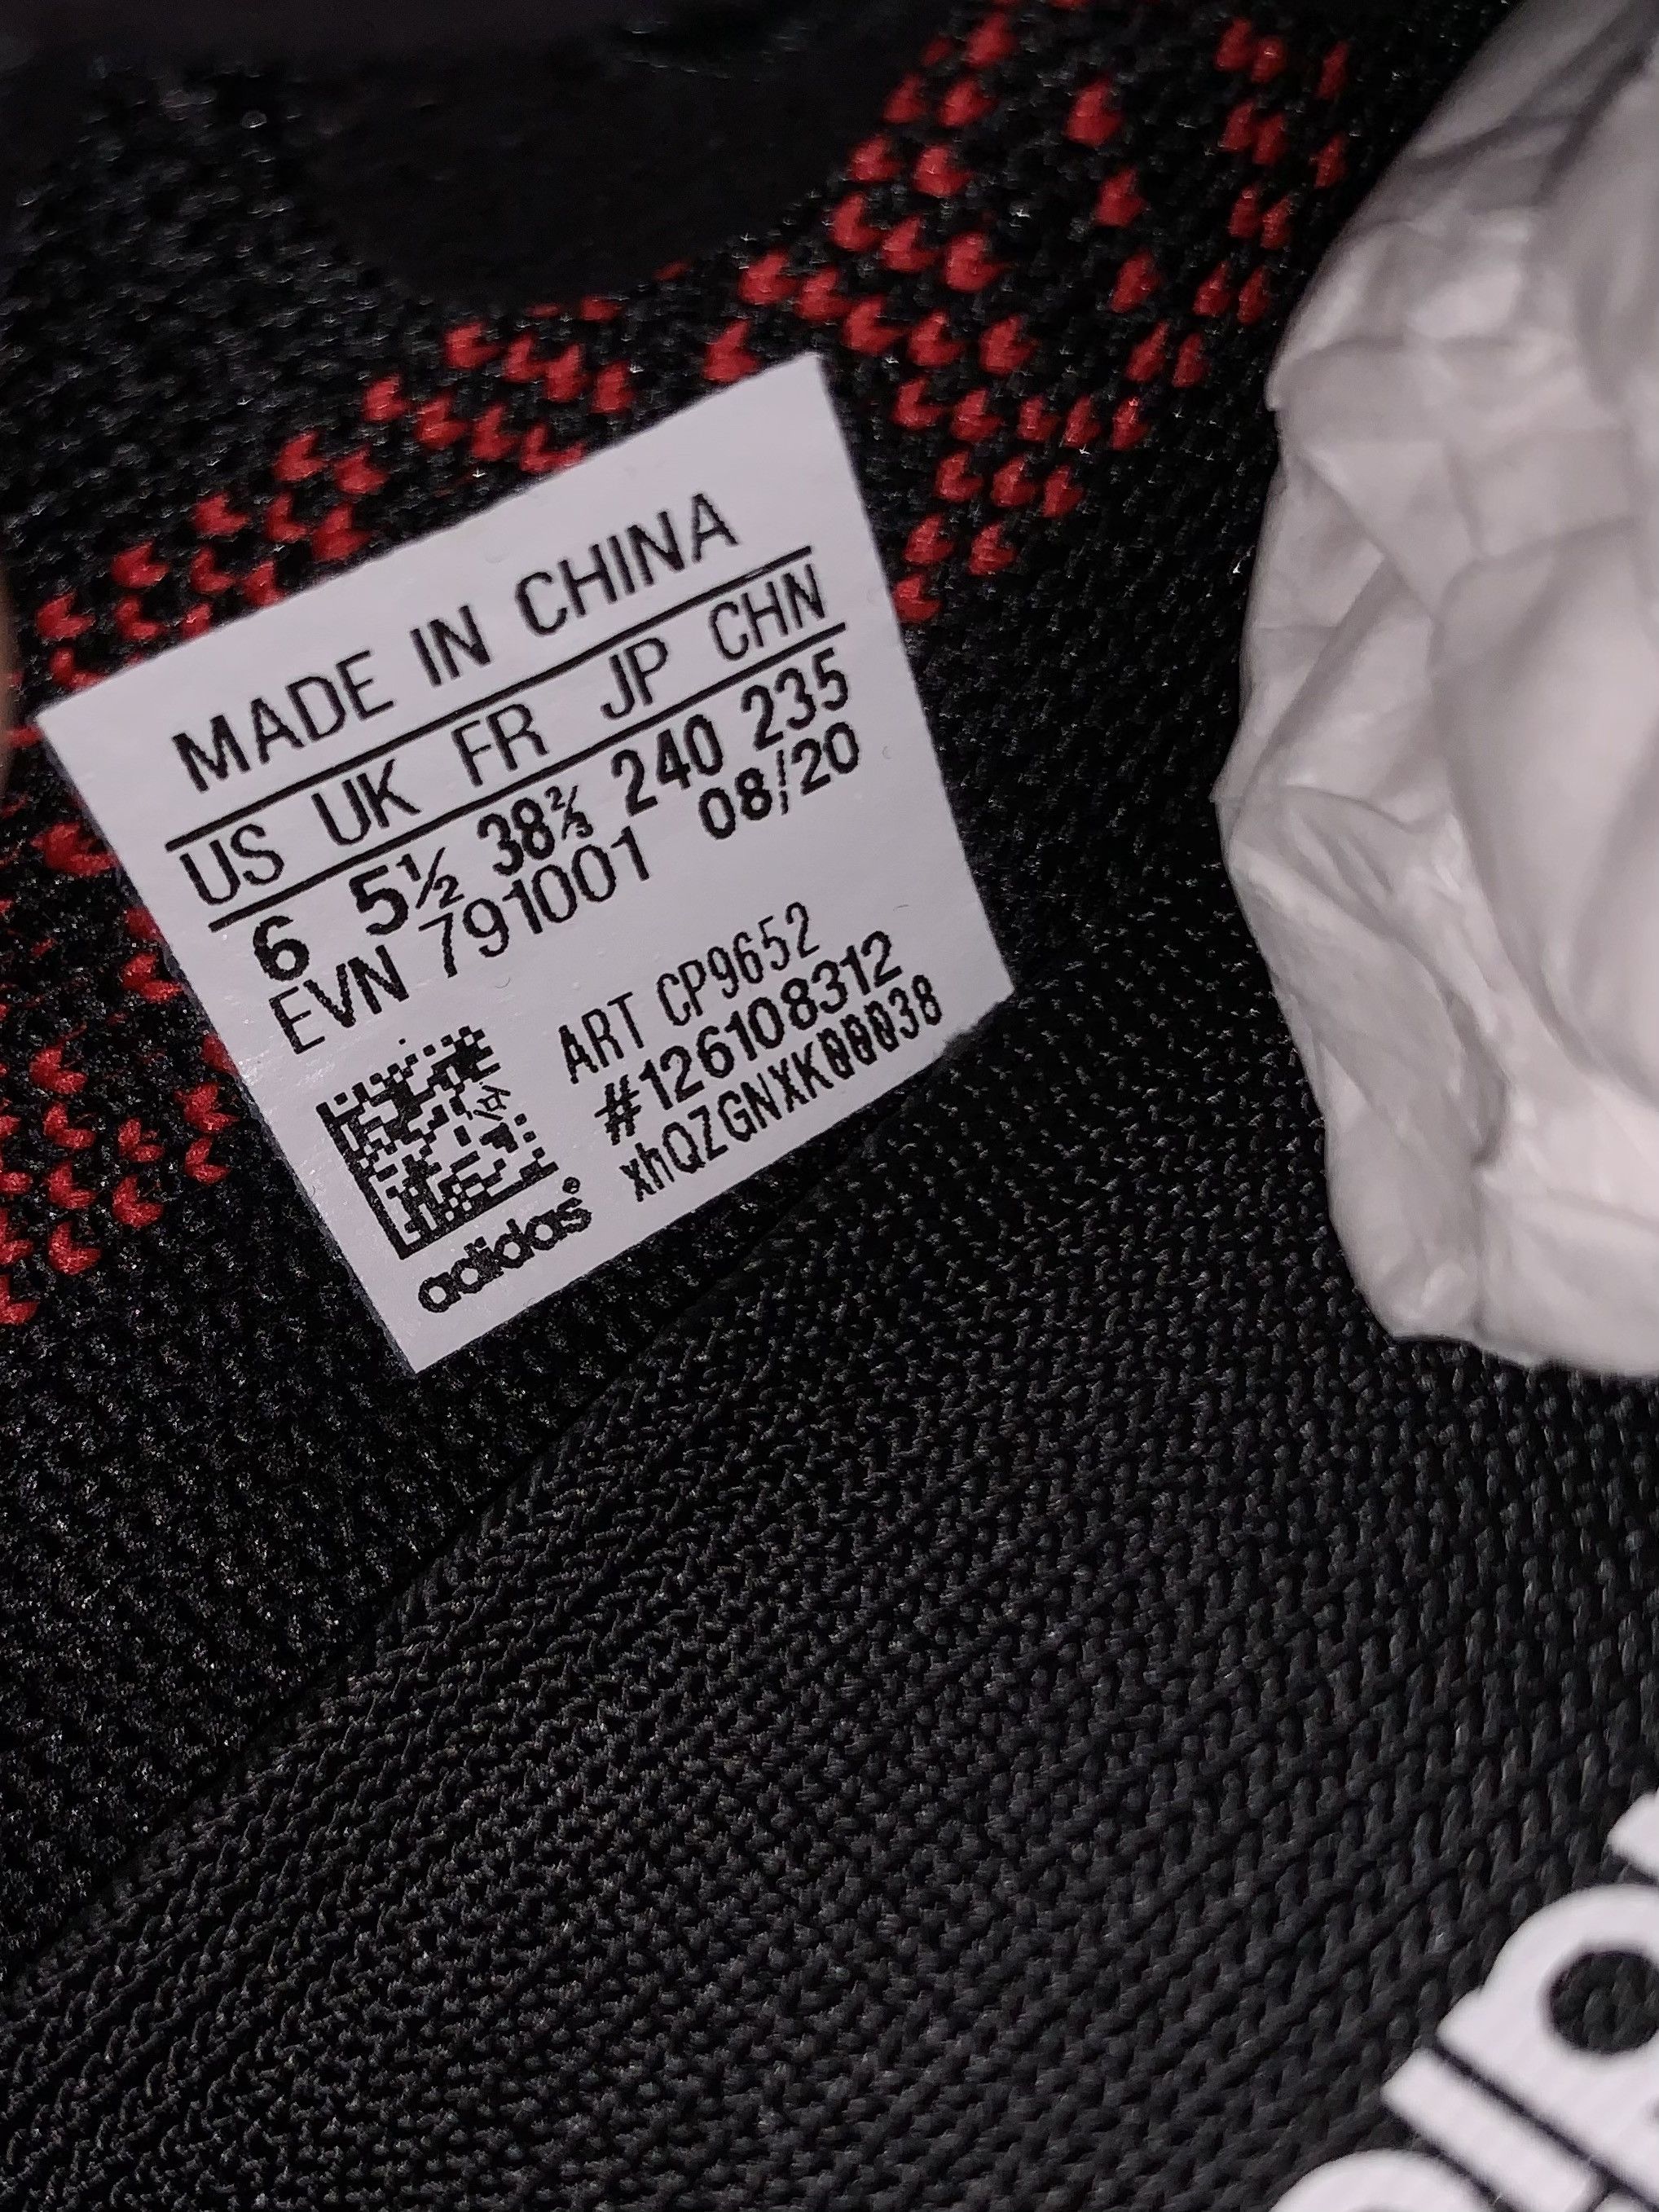 MADE IN CHINA
US UK FR JP CHN
6 5½ 38⅔ 240 235
EVN 791001 08/20
ART CP9652
#126108312
xhQZGNXK00038
adidas®